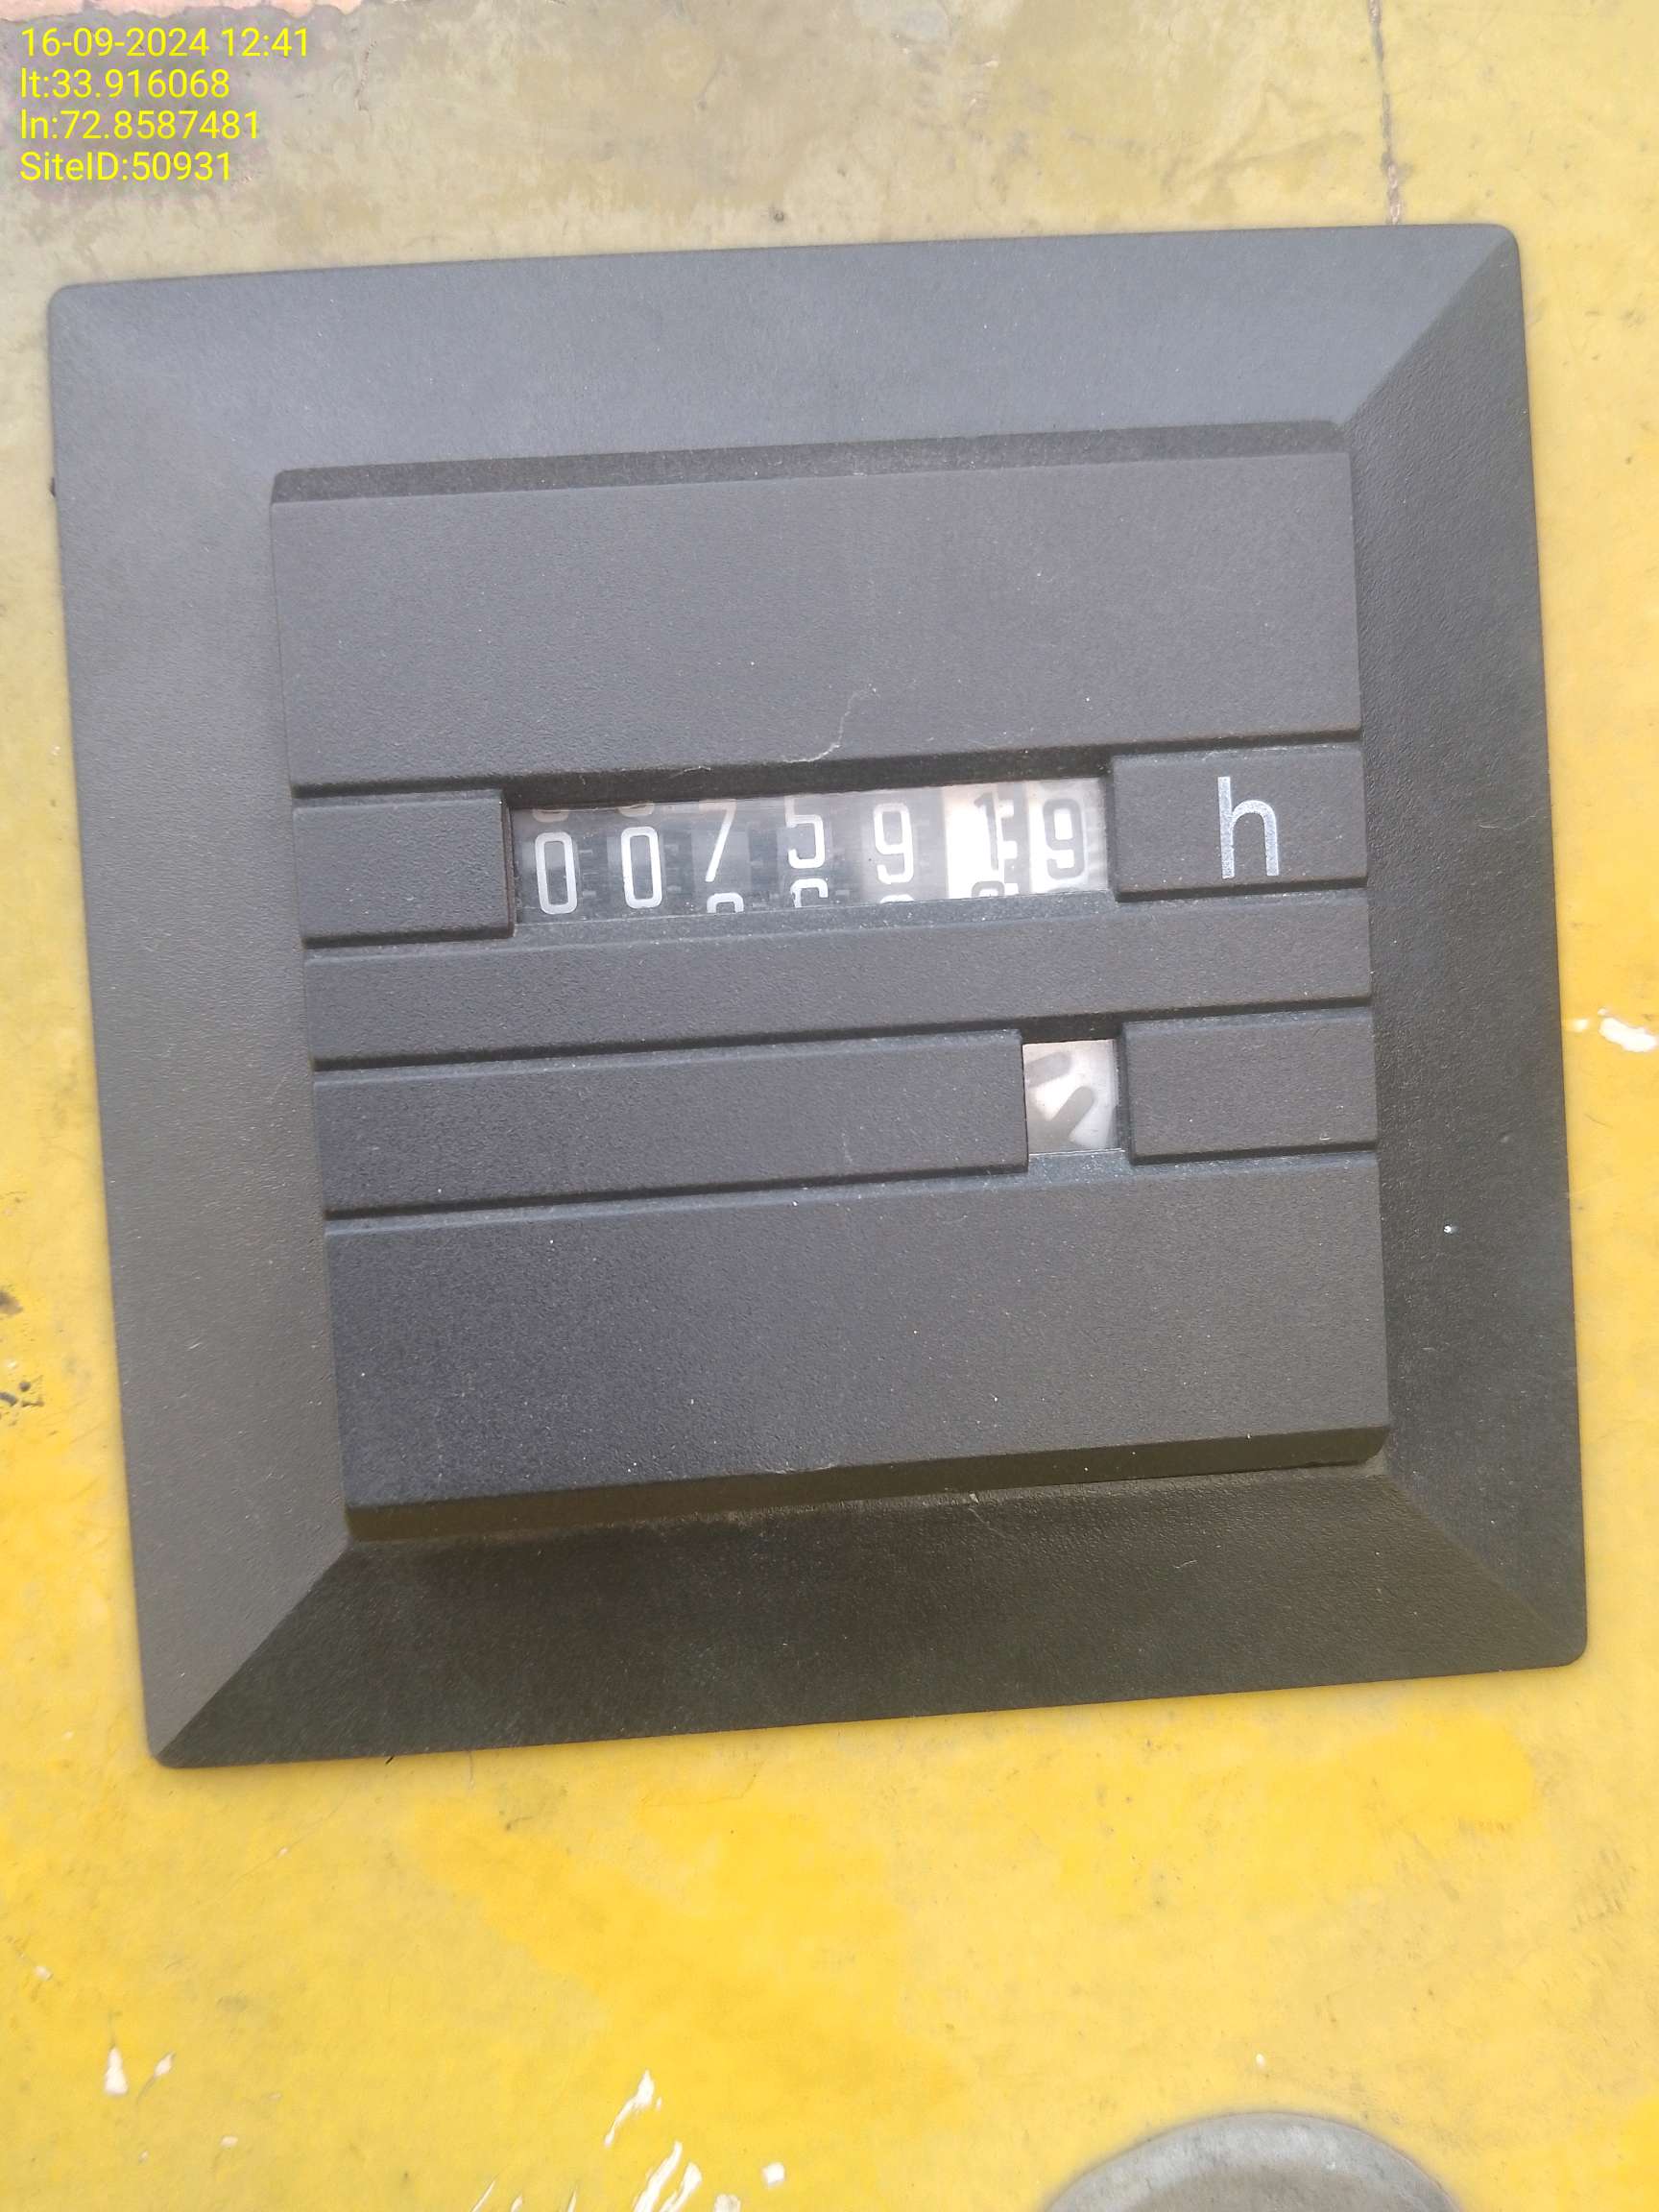 16-09-2024 12:41
lt:33.916068
ln:72.8587481
SiteID:50931
0075919 h